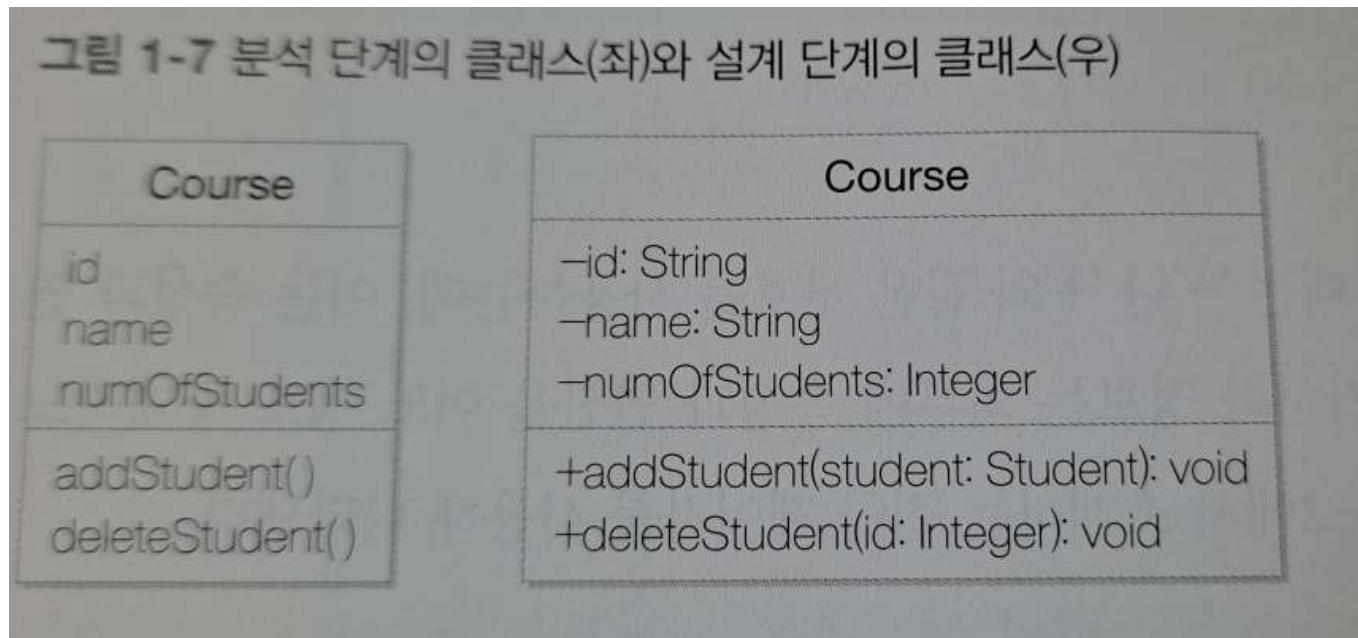 그림 1-7 분석 단계의 클래스(좌)와 설계 단계의 클래스(우)
Course
id
name
numOfStudents
addStudent()
deleteStudent()
Course
–id: String
–name: String
–numOfStudents: Integer
+addStudent(student: Student): void
+deleteStudent(id: Integer): void